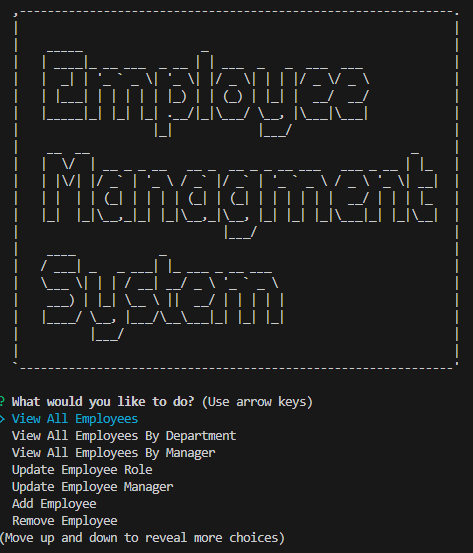 Employee
Managment
System
? What would you like to do? (Use arrow keys)
> View All Employees
View All Employees By Department
View All Employees By Manager
Update Employee Role
Update Employee Manager
Add Employee
Remove Employee
(Move up and down to reveal more choices)